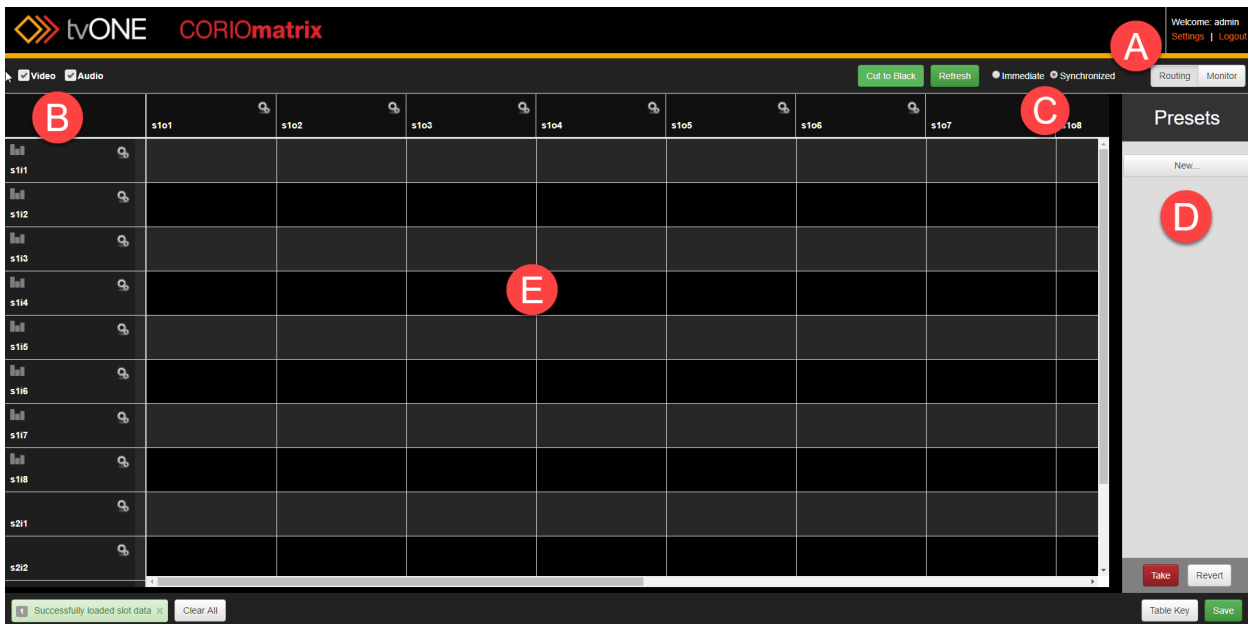 tvONE CORIOmatrix
Welcome: admin
Settings | Logout
A
Video Audio
Cut to Black Refresh Immediate Synchronized Routing Monitor
B
C
s1o1 s1o2 s1o3 s1o4 s1o5 s1o6 s1o7 s1o8
Presets
New...
D
s1i1
s1i2
s1i3
E
s1i4
s1i5
s1i6
s1i7
s1i8
s2i1
s2i2
Take Revert
1 Successfully loaded slot data × Clear All
Table Key Save